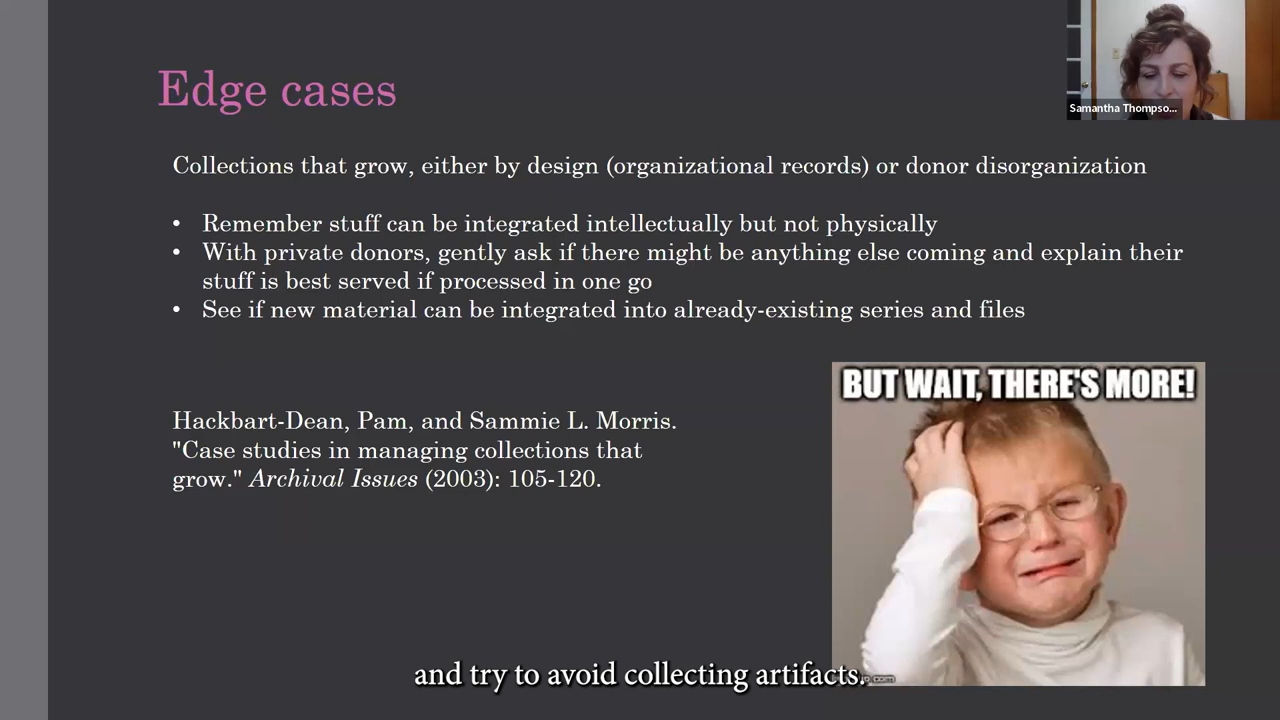 Edge cases
Samantha Thompso...
Collections that grow, either by design (organizational records) or donor disorganization
• Remember stuff can be integrated intellectually but not physically
• With private donors, gently ask if there might be anything else coming and explain their
stuff is best served if processed in one go
• See if new material can be integrated into already-existing series and files
Hackbart-Dean, Pam, and Sammie L. Morris.
"Case studies in managing collections that
grow." Archival Issues (2003): 105-120.
BUT WAIT, THERE'S MORE!
and try to avoid collecting artifacts.